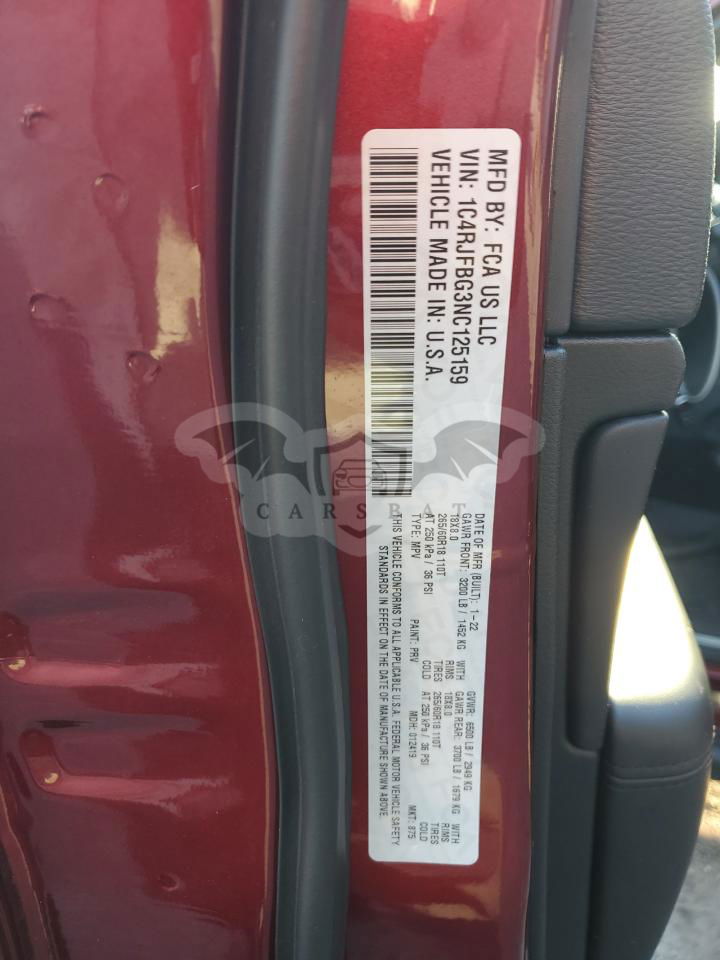 MFD BY: FCA US LLC
VIN: 1C4RJFBG3NC125159
VEHICLE MADE IN: U.S.A.
DATE OF MFR (BUILT): 1-22 GVWR: 6500 LB / 2949 KG
GAWR FRONT: 3200 LB / 1452 KG WITH GAWR REAR: 3700 LB / 1679 KG WITH
18X8.0 RIMS 18X8.0 RIMS
265/60R18 110T TIRES 265/60R18 110T TIRES
AT 250 kPa / 36 PSI COLD AT 250 kPa / 36 PSI COLD
TYPE: MPV PAINT: PRV MDH: 012419 MKT: 875
THIS VEHICLE CONFORMS TO ALL APPLICABLE U.S.A. FEDERAL MOTOR VEHICLE SAFETY
STANDARDS IN EFFECT ON THE DATE OF MANUFACTURE SHOWN ABOVE.
CARSBAT